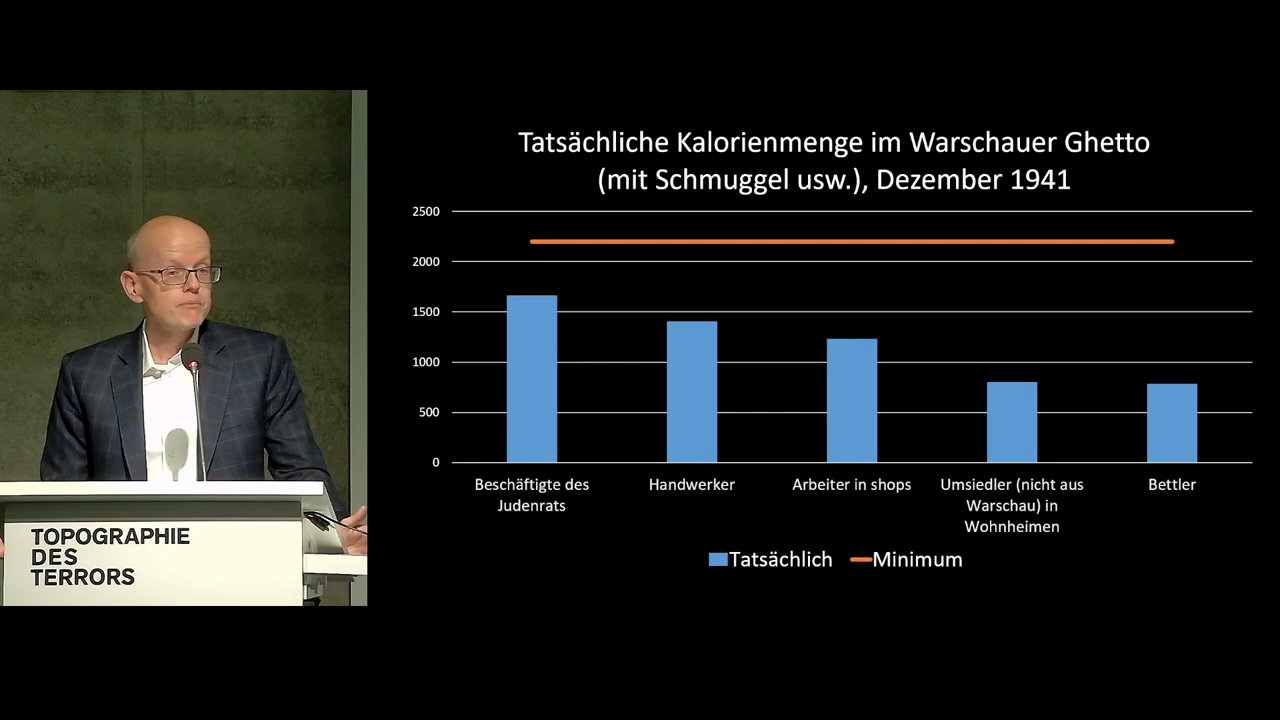 Tatsächliche Kalorienmenge im Warschauer Ghetto
(mit Schmuggel usw.), Dezember 1941
2500
2000
1500
1000
500
0
Beschäftigte des
Judenrats
Handwerker
Arbeiter in shops
Umsiedler (nicht aus
Warschau) in
Wohnheimen
Bettler
Tatsächlich
Minimum
TOPOGRAPHIE
DES
TERRORS